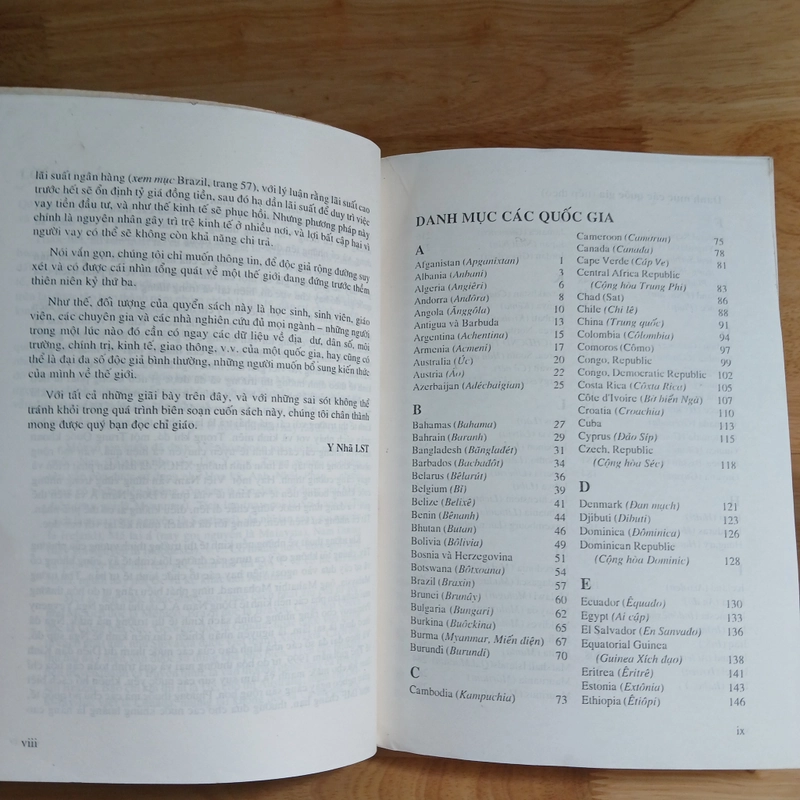 lãi suất ngân hàng (xem mục Brazil, trang 57), với lý luận rằng lãi suất cao
trước hết sẽ ổn định tỷ giá đồng tiền, sau đó hạ dần lãi suất để duy trì việc
vay tiền đầu tư, và như thế kinh tế sẽ phục hồi. Nhưng phương pháp này
chính là nguyên nhân gây trì trệ kinh tế ở nhiều nơi, và lợi bất cập hại vì
người vay có thể sẽ không còn khả năng chi trả.
Nói vắn gọn, chúng tôi chỉ muốn thông tin, để độc giả rộng đường suy
xét và có được cái nhìn tổng quát về một thế giới đang đứng trước thềm
thiên niên kỷ thứ ba.
Như thế, đối tượng của quyển sách này là học sinh, sinh viên, giáo
viên, các chuyên gia và các nhà nghiên cứu đủ mọi ngành – những người
trong một lúc nào đó cần có ngay các dữ liệu về địa dư, dân số, môi
trường, chính trị, kinh tế, giao thông, v.v. của một quốc gia, hay cũng có
thể là đại đa số độc giả bình thường, những người muốn bổ sung kiến thức
của mình về thế giới.
Với tất cả những giãi bày trên đây, và với những sai sót không thể
tránh khỏi trong quá trình biên soạn cuốn sách này, chúng tôi chân thành
mong được quý bạn đọc chỉ giáo.
Y Nhã LST
viii
DANH MỤC CÁC QUỐC GIA
A
Afganistan (Apganixtan) 1
Albania (Anbani) 3
Algeria (Angiêri) 6
Andorra (Anđôra) 8
Angola (Ănggôla) 10
Antigua và Barbuda 13
Argentina (Achentina) 14
Armenia (Acmeni) 17
Australia (Úc) 20
Austria (Áo) 22
Azerbaijan (Adécbaigian) 25
B
Bahamas (Bahama) 27
Bahrain (Baranh) 29
Bangladesh (Bănglađét) 31
Barbados (Bacbađôt) 34
Belarus (Bêlarút) 36
Belgium (Bỉ) 39
Belize (Belixê) 41
Benin (Bênanh) 44
Bhutan (Butan) 46
Bolivia (Bôlivia) 49
Bosnia và Herzegovina 51
Botswana (Bôtxoana) 54
Brazil (Braxin) 57
Brunei (Brunây) 60
Bulgaria (Bungari) 62
Burkina (Buôckina) 65
Burma (Myanmar, Miến điện) 67
Burundi (Burundi) 70
C
Cambodia (Kampuchia) 73
Cameroon (Camơrun) 75
Canada (Canada) 78
Cape Verde (Cáp Ve) 81
Central Africa Republic
(Cộng hòa Trung Phi) 83
Chad (Sat) 86
Chile (Chi lê) 88
China (Trung quốc) 91
Colombia (Côlombia) 94
Comoros (Cômo) 97
Congo, Republic 99
Congo, Democratic Republic 102
Costa Rica (Côxta Rica) 105
Côte d'Ivoire (Bờ biển Ngà) 107
Croatia (Croachia) 110
Cuba 113
Cyprus (Đảo Síp) 115
Czech, Republic
(Cộng hòa Séc) 118
D
Denmark (Đan mạch) 121
Djibuti (Dibuti) 123
Dominica (Đôminica) 126
Dominican Republic
(Cộng hòa Dominic) 128
E
Ecuador (Êquađo) 130
Egypt (Ai cập) 133
El Salvador (En Sanvađo) 136
Equatorial Guinea
(Guinea Xích đạo) 138
Eritrea (Êritrê) 141
Estonia (Extônia) 143
Ethiopia (Êtiôpi) 146
ix